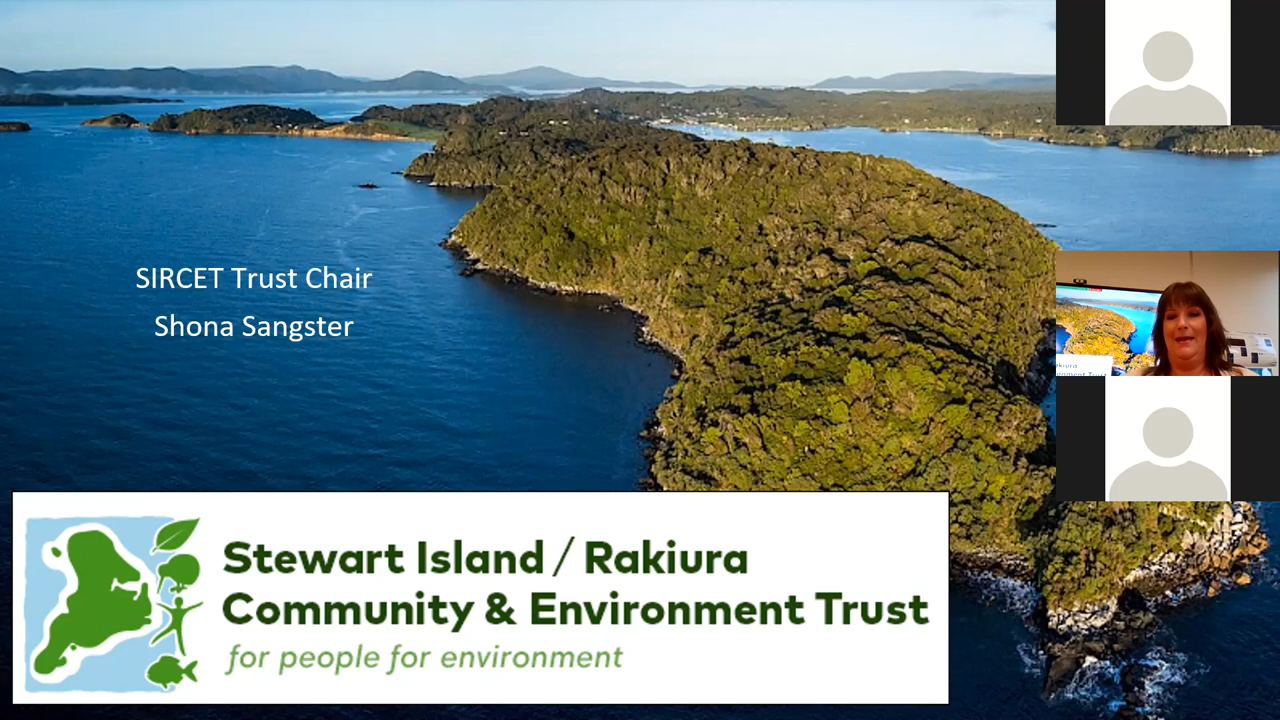 SIRCET Trust Chair
Shona Sangster
Stewart Island / Rakiura
Community & Environment Trust
for people for environment